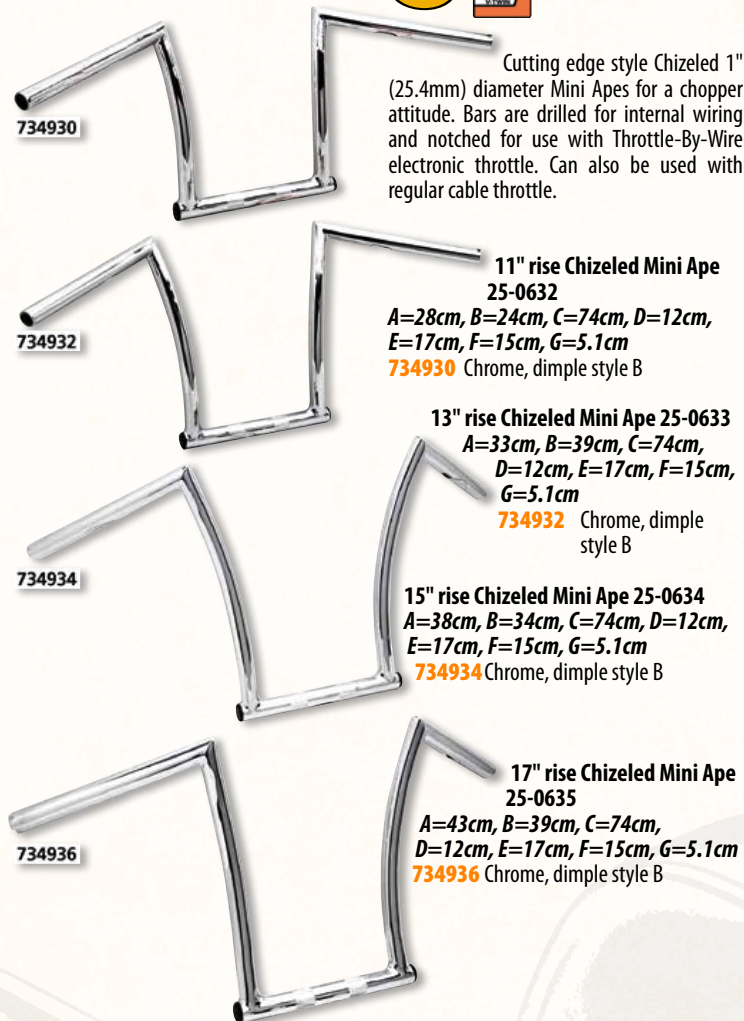 V-TWIN
734930
Cutting edge style Chizeled 1"
(25.4mm) diameter Mini Apes for a chopper
attitude. Bars are drilled for internal wiring
and notched for use with Throttle-By-Wire
electronic throttle. Can also be used with
regular cable throttle.
734932
11" rise Chizeled Mini Ape
25-0632
A=28cm, B=24cm, C=74cm, D=12cm,
E=17cm, F=15cm, G=5.1cm
734930 Chrome, dimple style B
13" rise Chizeled Mini Ape 25-0633
A=33cm, B=39cm, C=74cm,
D=12cm, E=17cm, F=15cm,
G=5.1cm
734932 Chrome, dimple
style B
734934
15" rise Chizeled Mini Ape 25-0634
A=38cm, B=34cm, C=74cm, D=12cm,
E=17cm, F=15cm, G=5.1cm
734934 Chrome, dimple style B
734936
17" rise Chizeled Mini Ape
25-0635
A=43cm, B=39cm, C=74cm,
D=12cm, E=17cm, F=15cm, G=5.1cm
734936 Chrome, dimple style B